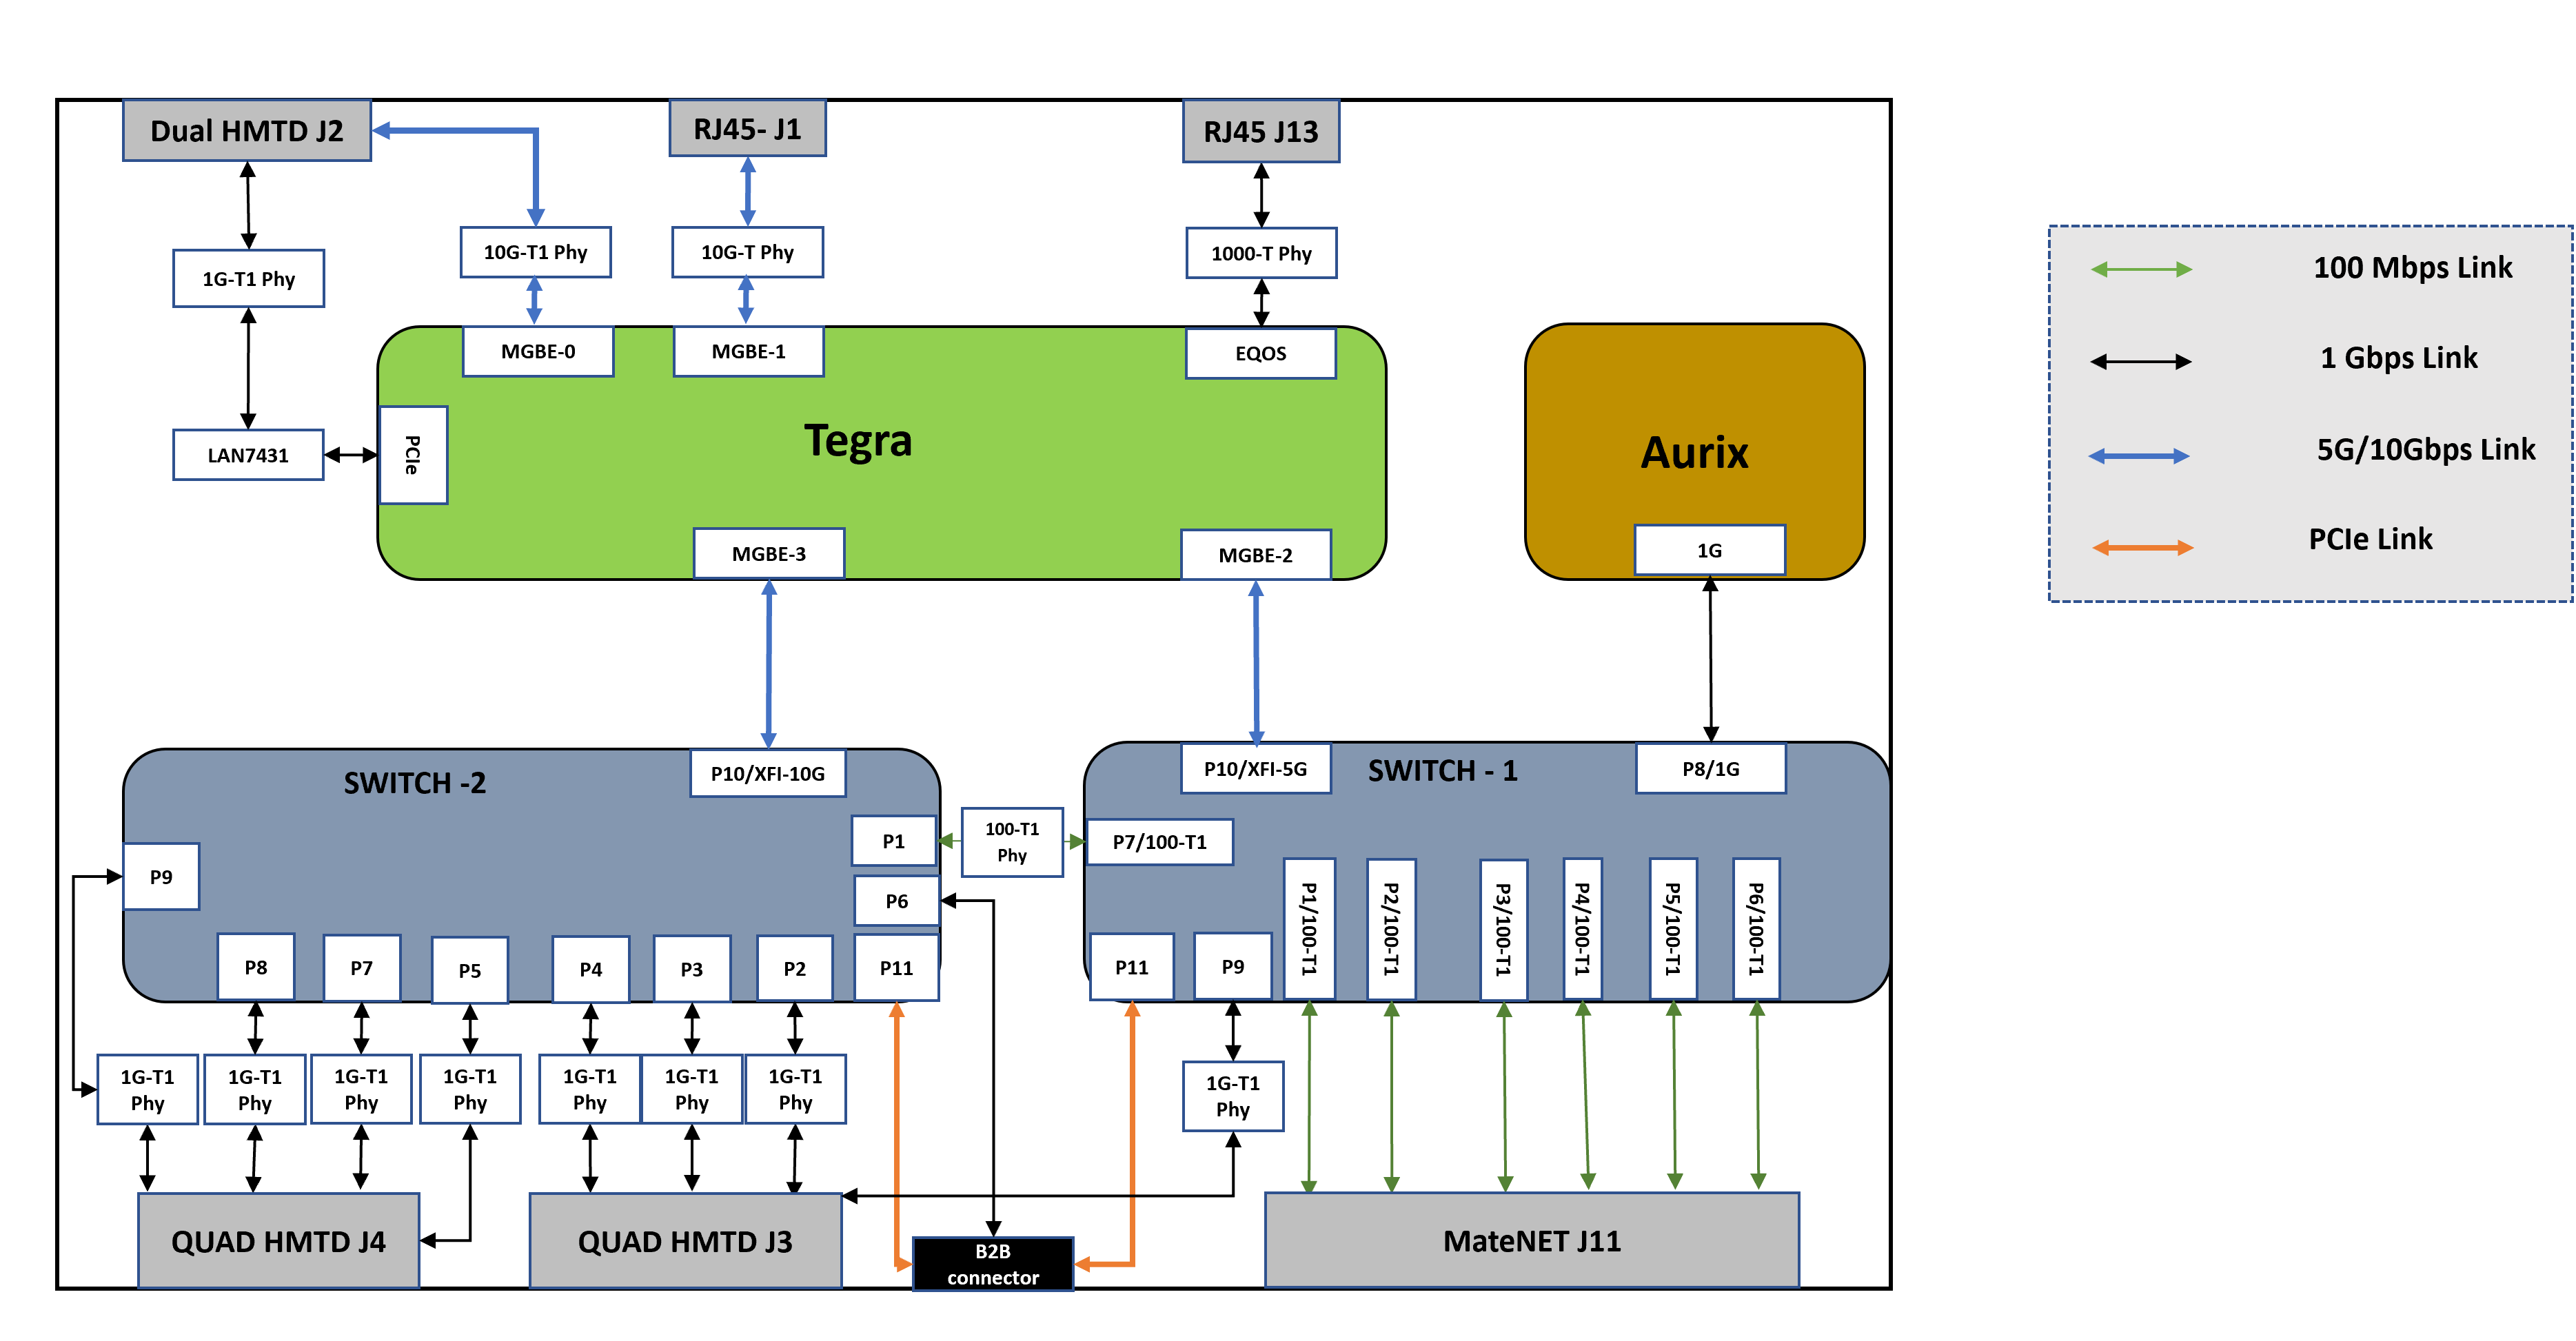 Dual HMTD J2
RJ45- J1
RJ45 J13
1G-T1 Phy
10G-T1 Phy
10G-T Phy
1000-T Phy
100 Mbps Link
1 Gbps Link
5G/10Gbps Link
PCIe Link
MGBE-0
MGBE-1
EQOS
LAN7431
PCIe
Tegra
Aurix
MGBE-3
MGBE-2
1G
SWITCH -2
P10/XFI-10G
P10/XFI-5G
SWITCH - 1
P8/1G
P1
100-T1
Phy
P7/100-T1
P9
P6
P8
P7
P5
P4
P3
P2
P11
P11
P9
P1/100-T1
P2/100-T1
P3/100-T1
P4/100-T1
P5/100-T1
P6/100-T1
1G-T1
Phy
1G-T1
Phy
1G-T1
Phy
1G-T1
Phy
1G-T1
Phy
1G-T1
Phy
1G-T1
Phy
1G-T1
Phy
QUAD HMTD J4
QUAD HMTD J3
B2B
connector
MateNET J11